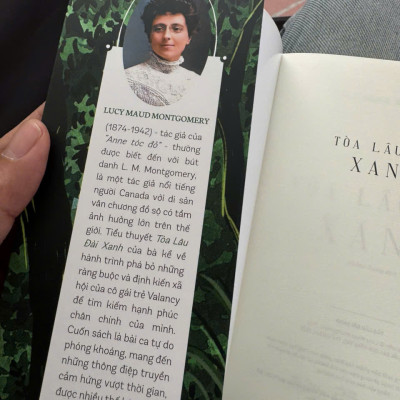 LUCY MAUD MONTGOMERY
(1874-1942) - tác giả của
"Anne tóc đỏ" - thường
được biết đến với bút
danh L. M. Montgomery,
là một tác giả nổi tiếng
người Canada với di sản
văn chương đồ sộ có tầm
ảnh hưởng lớn trên thế
giới. Tiểu thuyết Tòa Lâu
Đài Xanh của bà kể về
hành trình phá bỏ những
ràng buộc và định kiến xã
hội của cô gái trẻ Valancy
để tìm kiếm hạnh phúc
chân chính của mình.
Cuốn sách là bài ca tự do
phóng khoáng, mang đến
những thông điệp truyền
cảm hứng vượt thời gian,
được nhiều thế
TÒA LÂU
XAN